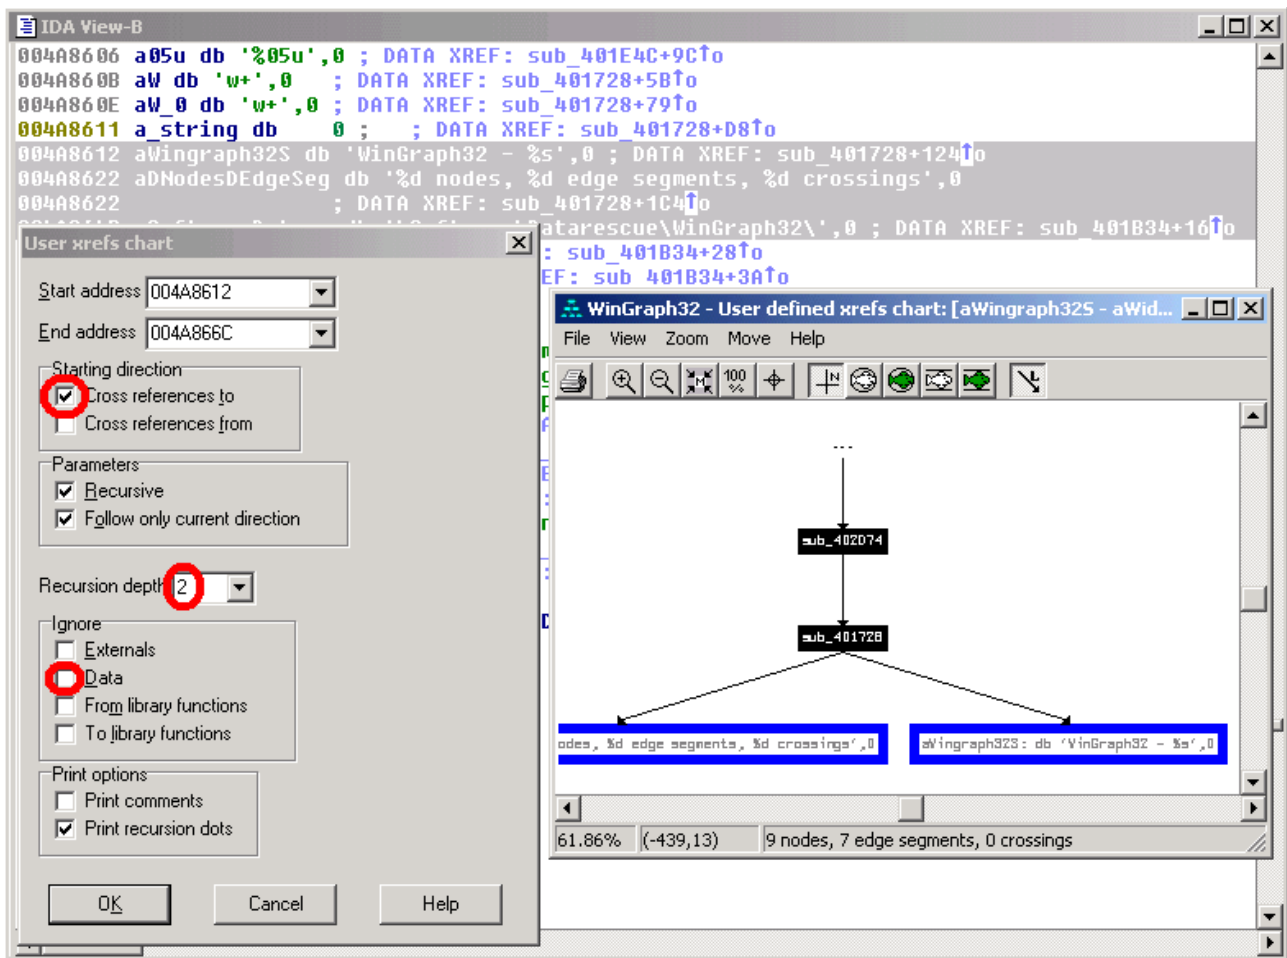 IDA View-B
004A8606 a05u db '%05u',0 ; DATA XREF: sub_401E4C+9C↑o
004A860B aW db 'w+',0 ; DATA XREF: sub_401728+5B↑o
004A860E aW_0 db 'w+',0 ; DATA XREF: sub_401728+79↑o
004A8611 a_string db 0 ; ; DATA XREF: sub_401728+D8↑o
004A8612 aWingraph32S db 'WinGraph32 - %s',0 ; DATA XREF: sub_401728+124↑o
004A8622 aDNodesDEdgeSeg db '%d nodes, %d edge segments, %d crossings',0
004A8622 ; DATA XREF: sub_401728+1C4↑o
atarescue\WinGraph32\',0 ; DATA XREF: sub_401B34+16↑o
: sub_401B34+28↑o
EF: sub_401B34+3A↑o
User xrefs chart
Start address 004A8612
End address 004A866C
Starting direction
Cross references to
Cross references from
Parameters
Recursive
Follow only current direction
Recursion depth 2
Ignore
Externals
Data
From library functions
To library functions
Print options
Print comments
Print recursion dots
OK Cancel Help
WinGraph32 - User defined xrefs chart: [aWingraph32S - aWid...
File View Zoom Move Help
100 %
N
...
sub_402D74
sub_401728
odes, %d edge segments, %d crossings',0
aWingraph32S: db 'WinGraph32 - %s',0
61.86% (-439,13) 9 nodes, 7 edge segments, 0 crossings